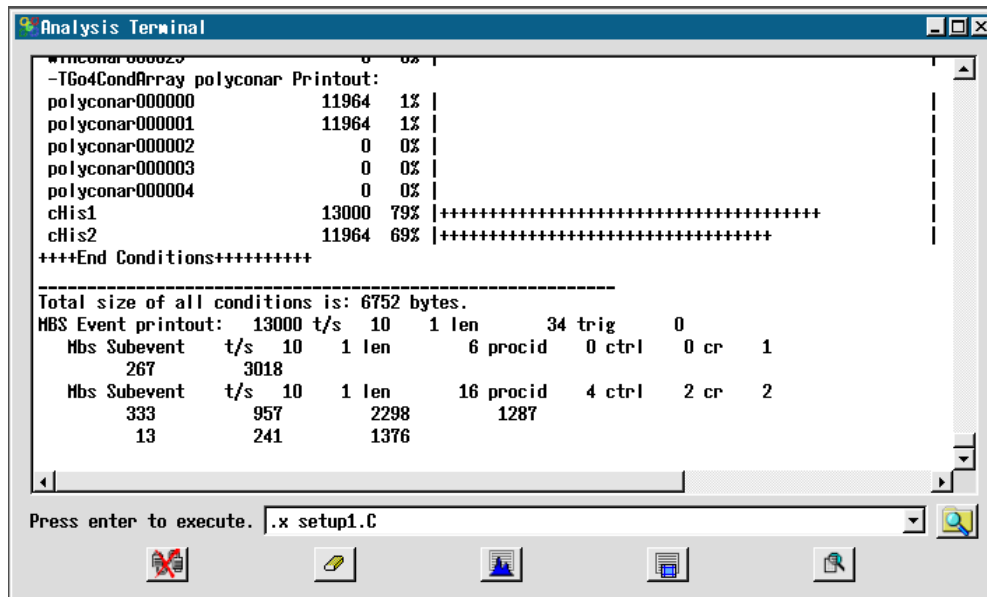 Analysis Terminal
-TGo4CondArray polyconar Printout:
polyconar000000 11964 1% | |
polyconar000001 11964 1% | |
polyconar000002 0 0% | |
polyconar000003 0 0% | |
polyconar000004 0 0% | |
cHis1 13000 79% |+++++++++++++++++++++++++++++++++++++++ |
cHis2 11964 69% |++++++++++++++++++++++++++++++++++ |
++++End Conditions++++++++++
___________________________________________________________
Total size of all conditions is: 6752 bytes.
MBS Event printout: 13000 t/s 10 1 len 34 trig 0
Mbs Subevent t/s 10 1 len 6 procid 0 ctrl 0 cr 1
267 3018
Mbs Subevent t/s 10 1 len 16 procid 4 ctrl 2 cr 2
333 957 2298 1287
13 241 1376
Press enter to execute. .x setup1.C